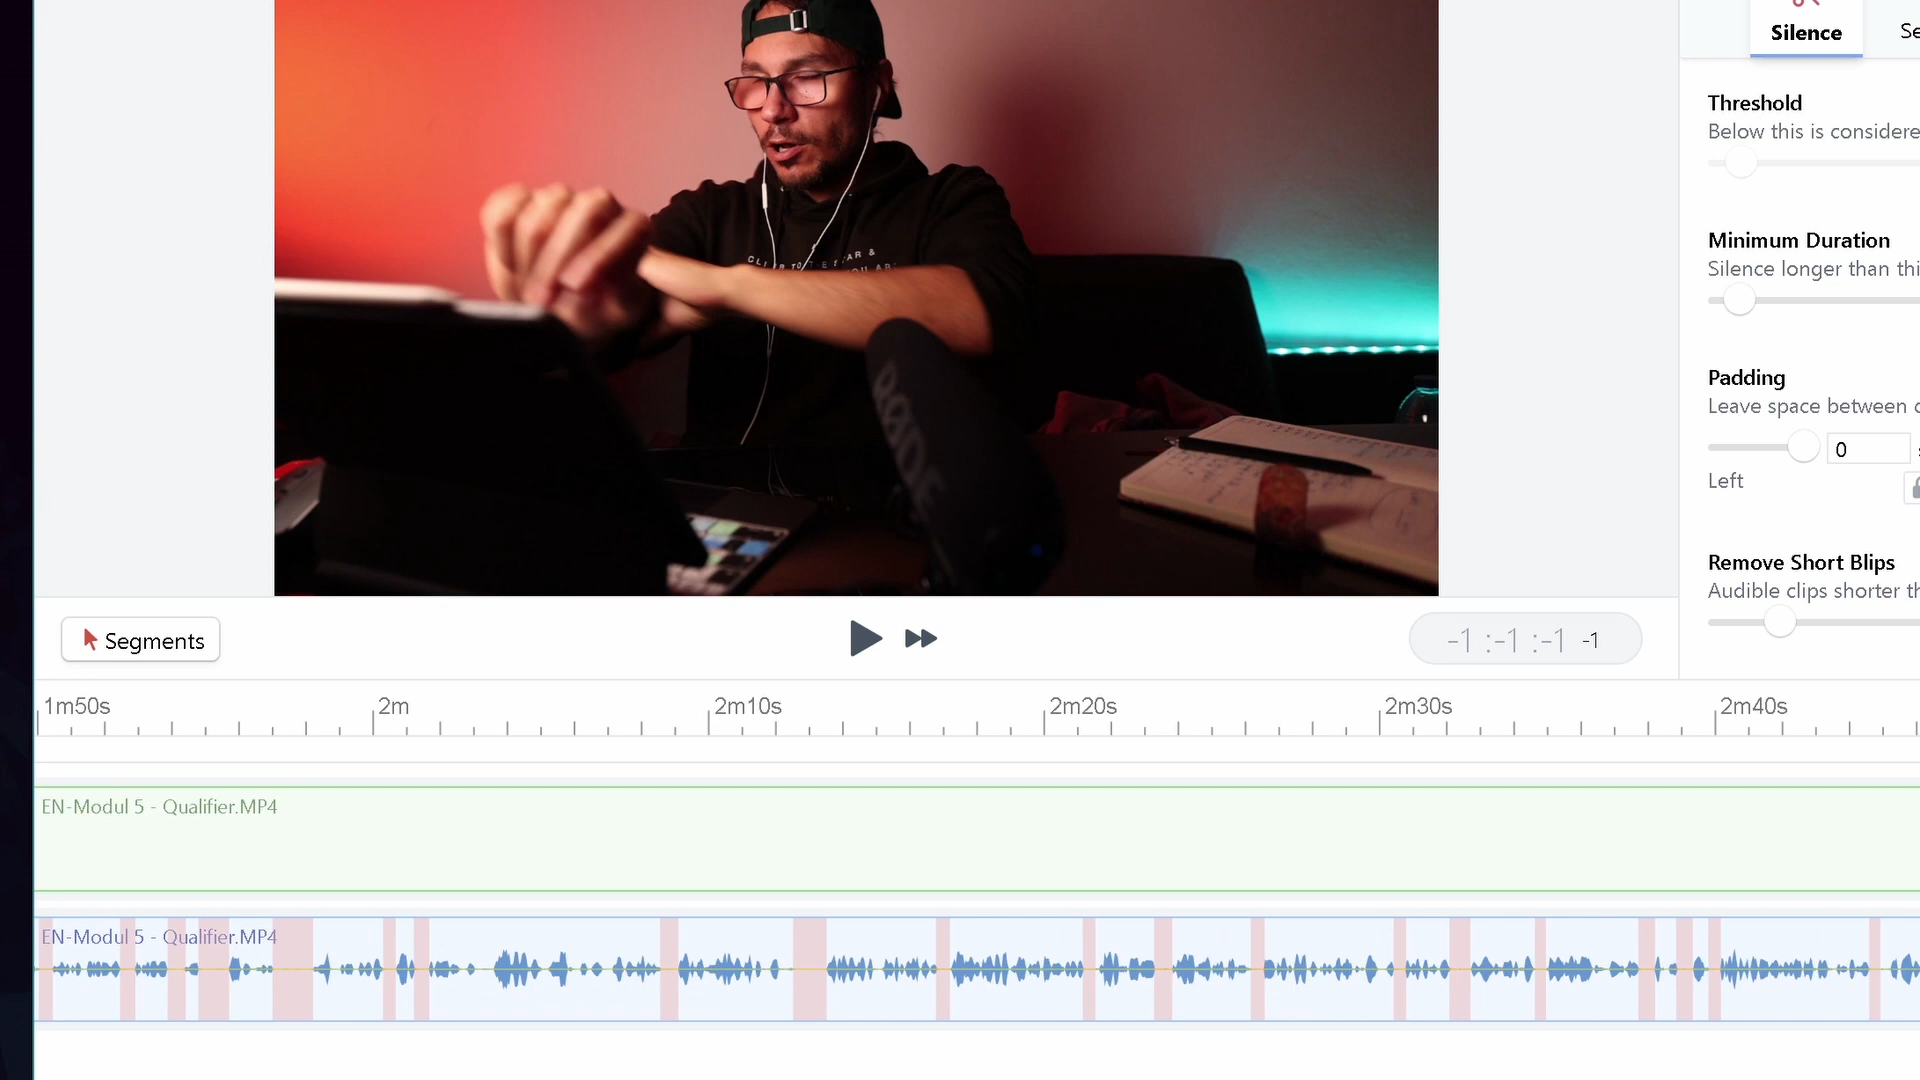 Silence
Threshold
Below this is considere
Minimum Duration
Silence longer than thi
Padding
Leave space between
0
Left
Remove Short Blips
Audible clips shorter th
RØDE
Segments
-1 :-1 :-1 -1
1m50s 2m 2m10s 2m20s 2m30s 2m40s
EN-Modul 5 - Qualifier.MP4
EN-Modul 5 - Qualifier.MP4